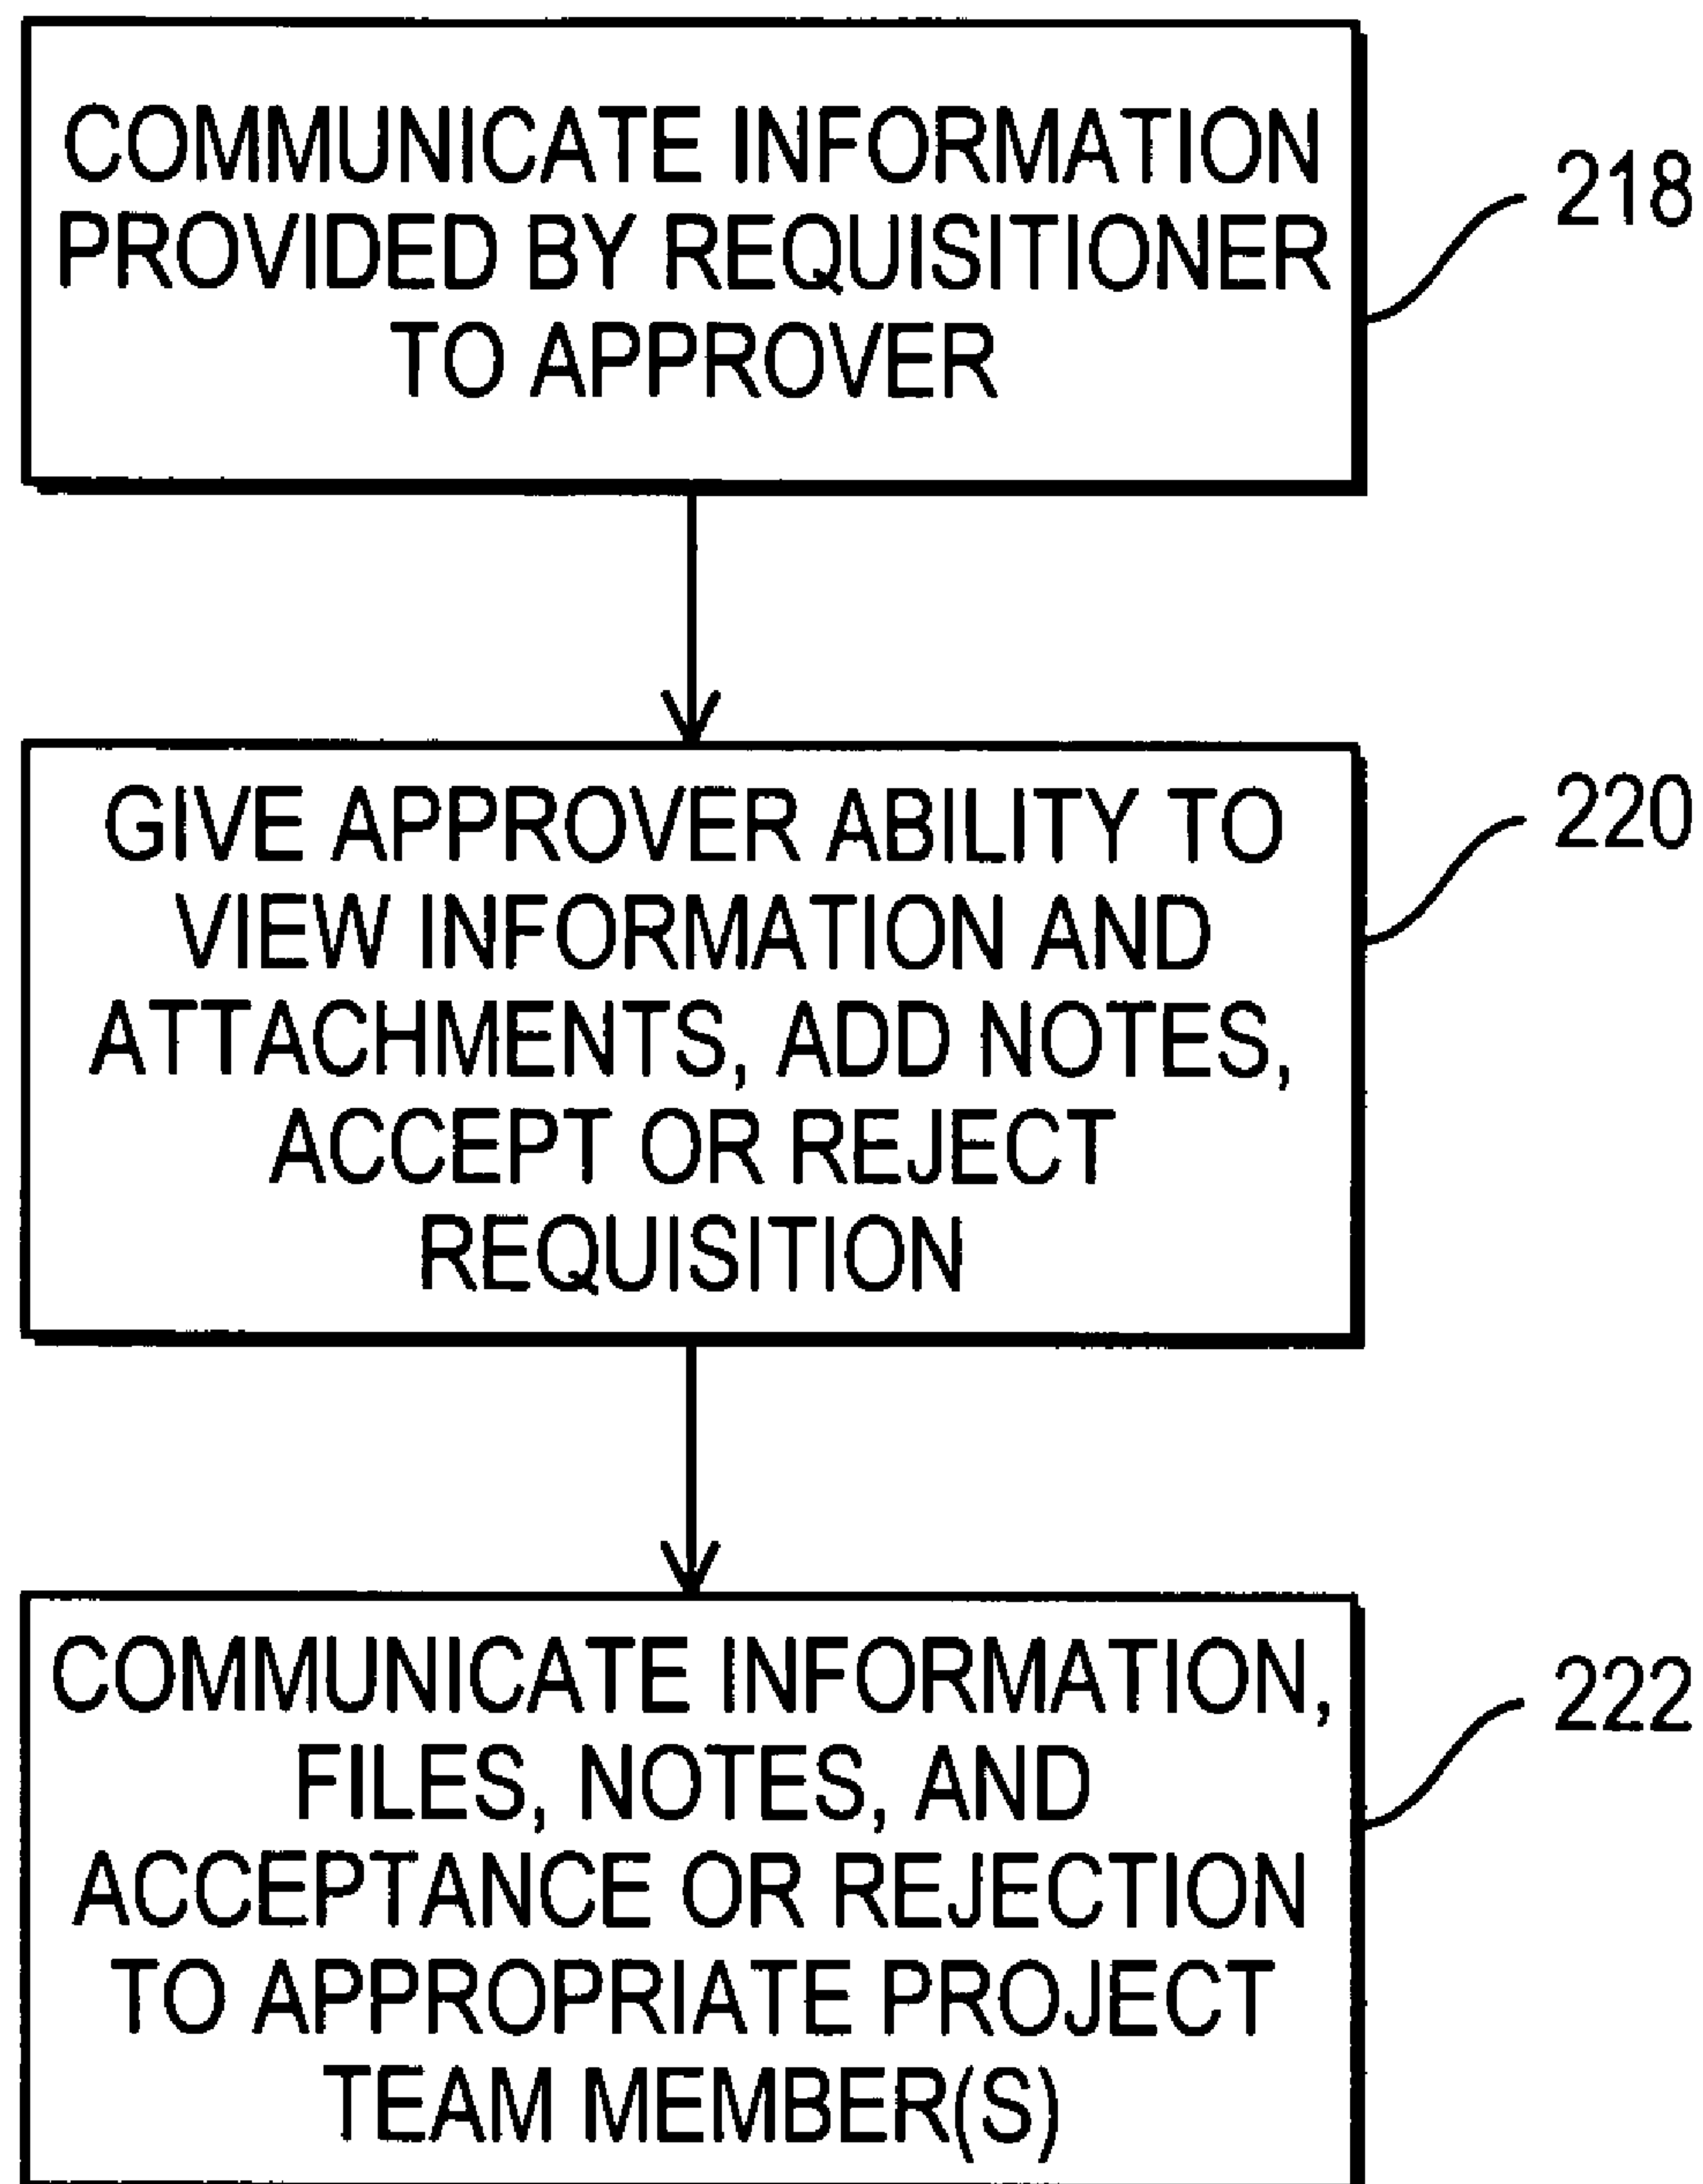 COMMUNICATE INFORMATION
PROVIDED BY REQUISITIONER
TO APPROVER
218
GIVE APPROVER ABILITY TO
VIEW INFORMATION AND
ATTACHMENTS, ADD NOTES,
ACCEPT OR REJECT
REQUISITION
220
COMMUNICATE INFORMATION,
FILES, NOTES, AND
ACCEPTANCE OR REJECTION
TO APPROPRIATE PROJECT
TEAM MEMBER(S)
222